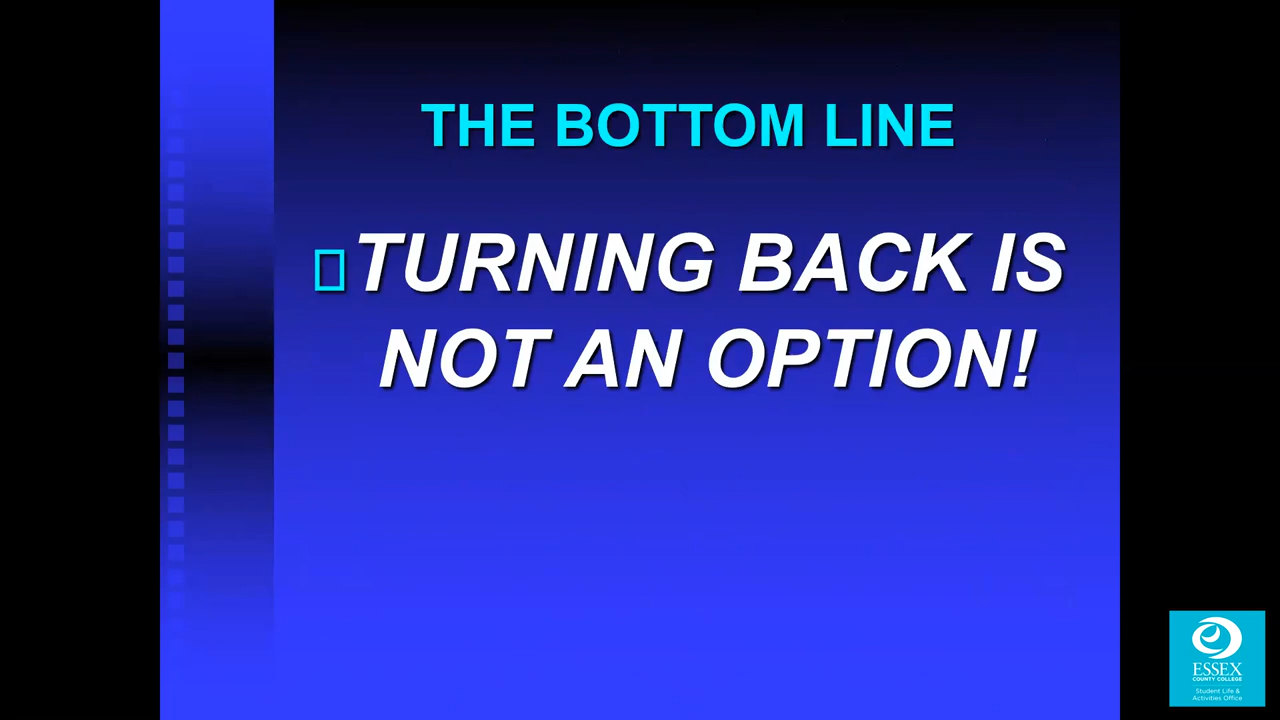 THE BOTTOM LINE
TURNING BACK IS
NOT AN OPTION!
ESSEX
COUNTY COLLEGE
Student Life &
Activities Office